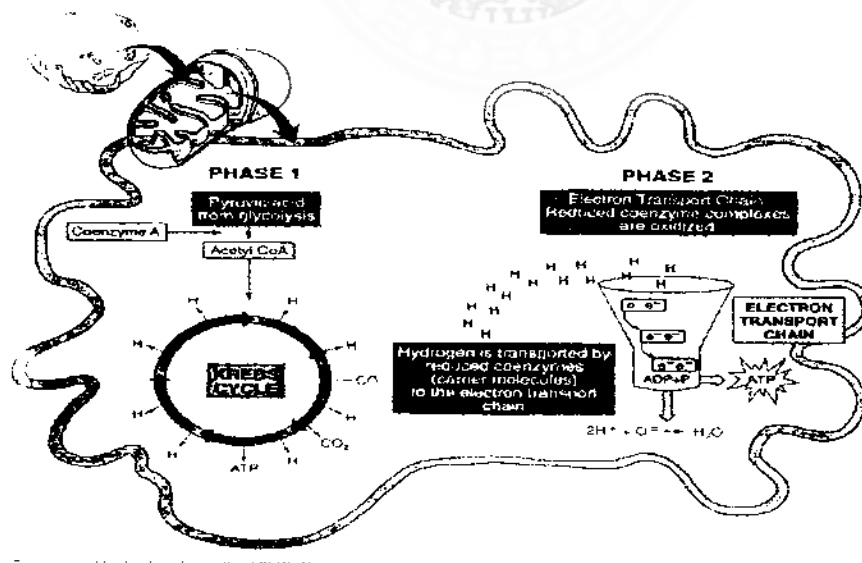 PHASE 1
Pyruvic acid
from glycolysis
Coenzyme A
Acetyl CoA
H
H
H
H
H
H
H
H
H
KREBS
CYCLE
CO₂
ATP
PHASE 2
Electron Transport Chain
Reduced coenzyme complexes
are oxidized
H
H
H
H
H
H
H
H
H
H
H
H
Hydrogen is transported by
reduced coenzymes
(carrier molecules)
to the electron transport
chain
ELECTRON
TRANSPORT
CHAIN
ADP+P
ATP
H₂O